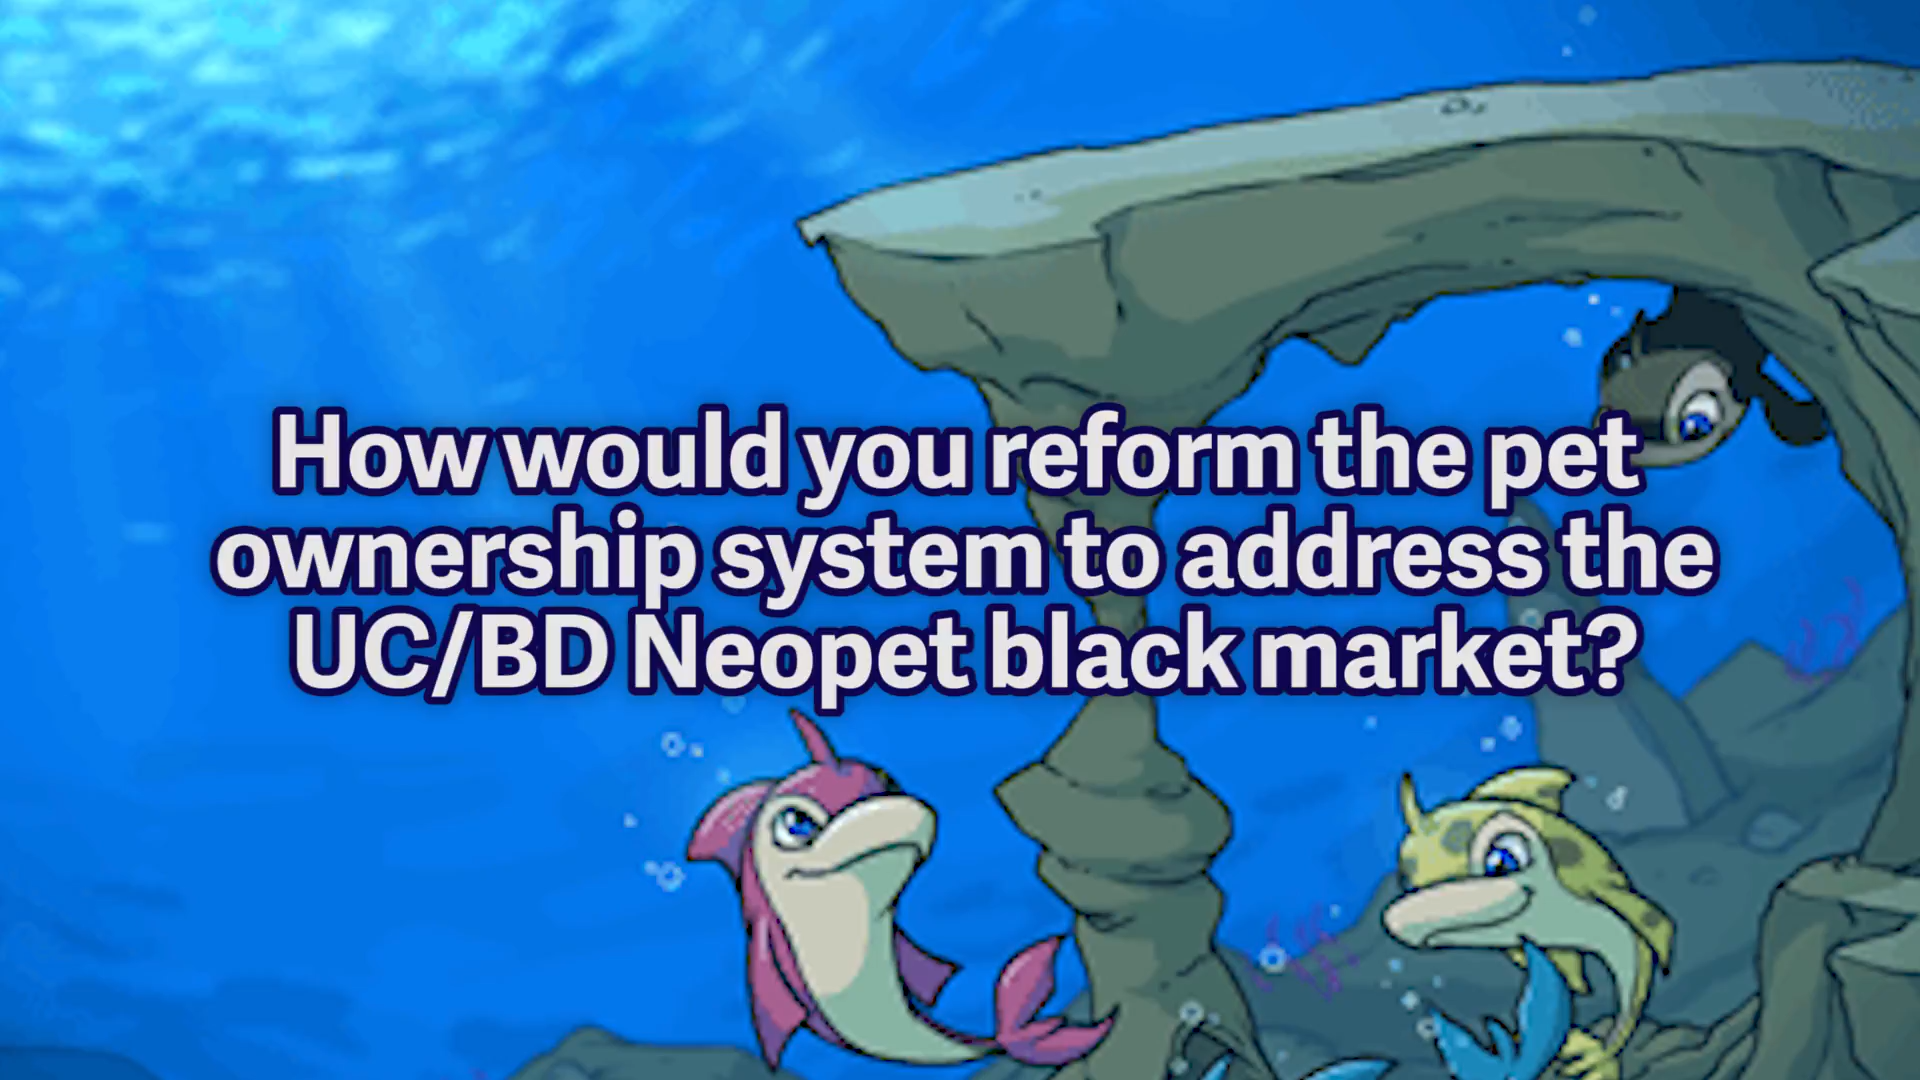 How would you reform the pet
ownership system to address the
UC/BD Neopet black market?